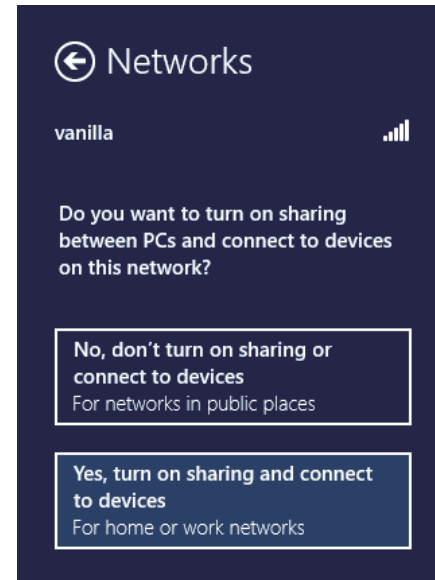 Networks
vanilla
Do you want to turn on sharing
between PCs and connect to devices
on this network?
No, don't turn on sharing or
connect to devices
For networks in public places
Yes, turn on sharing and connect
to devices
For home or work networks